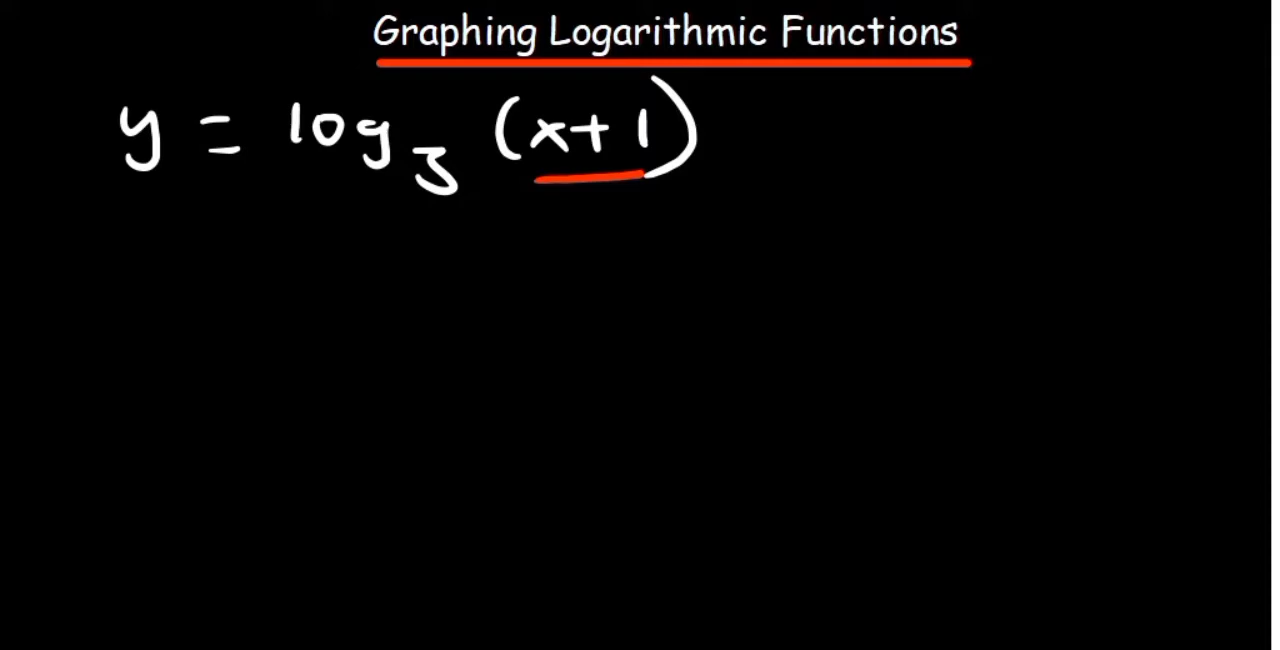 Graphing Logarithmic Functions
y = log₃ (x+1)